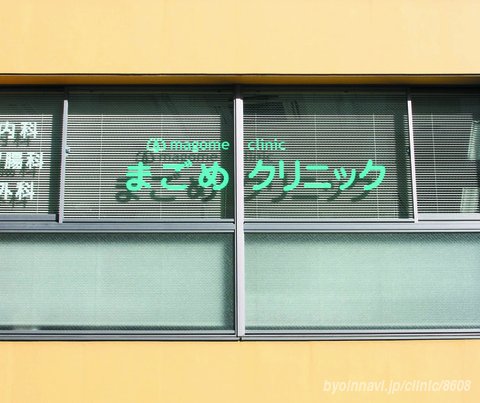 内科
腸科
外科
magome clinic
まごめクリニック
byoinnavi.jp/clinic/8608